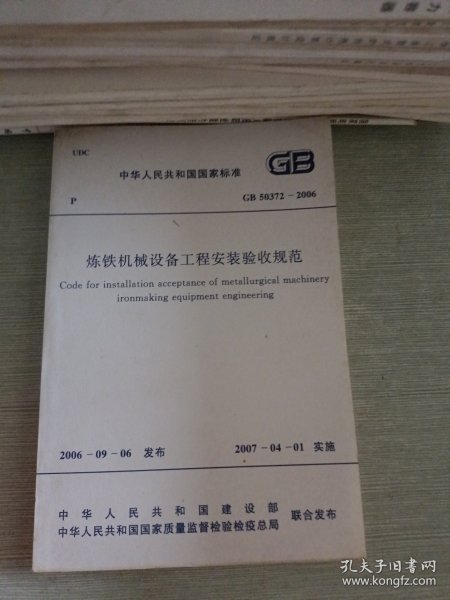 UDC
中华人民共和国国家标准
GB
P
GB 50372－2006
炼铁机械设备工程安装验收规范
Code for installation acceptance of metallurgical machinery
ironmaking equipment engineering
2006－09－06 发布
2007－04－01 实施
中华人民共和国建设部
中华人民共和国国家质量监督检验检疫总局
联合发布
孔夫子旧书网
www.kongfz.com